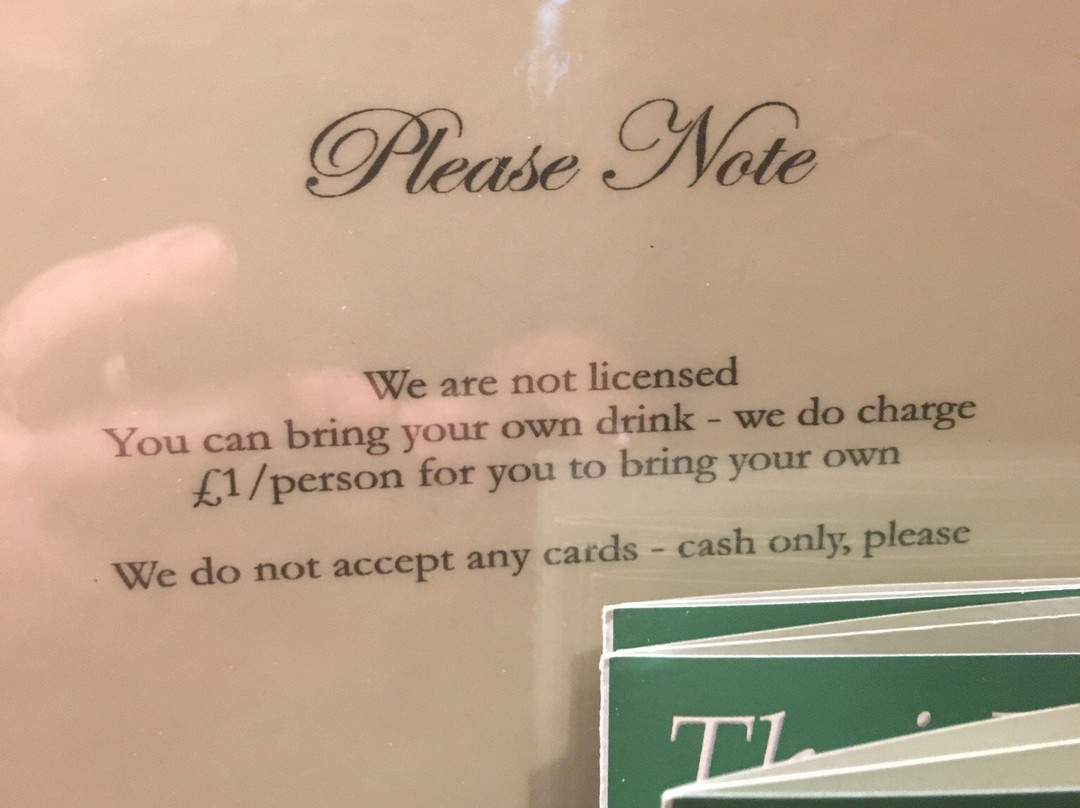 Please Note
We are not licensed
You can bring your own drink - we do charge
£1/person for you to bring your own
We do not accept any cards - cash only, please